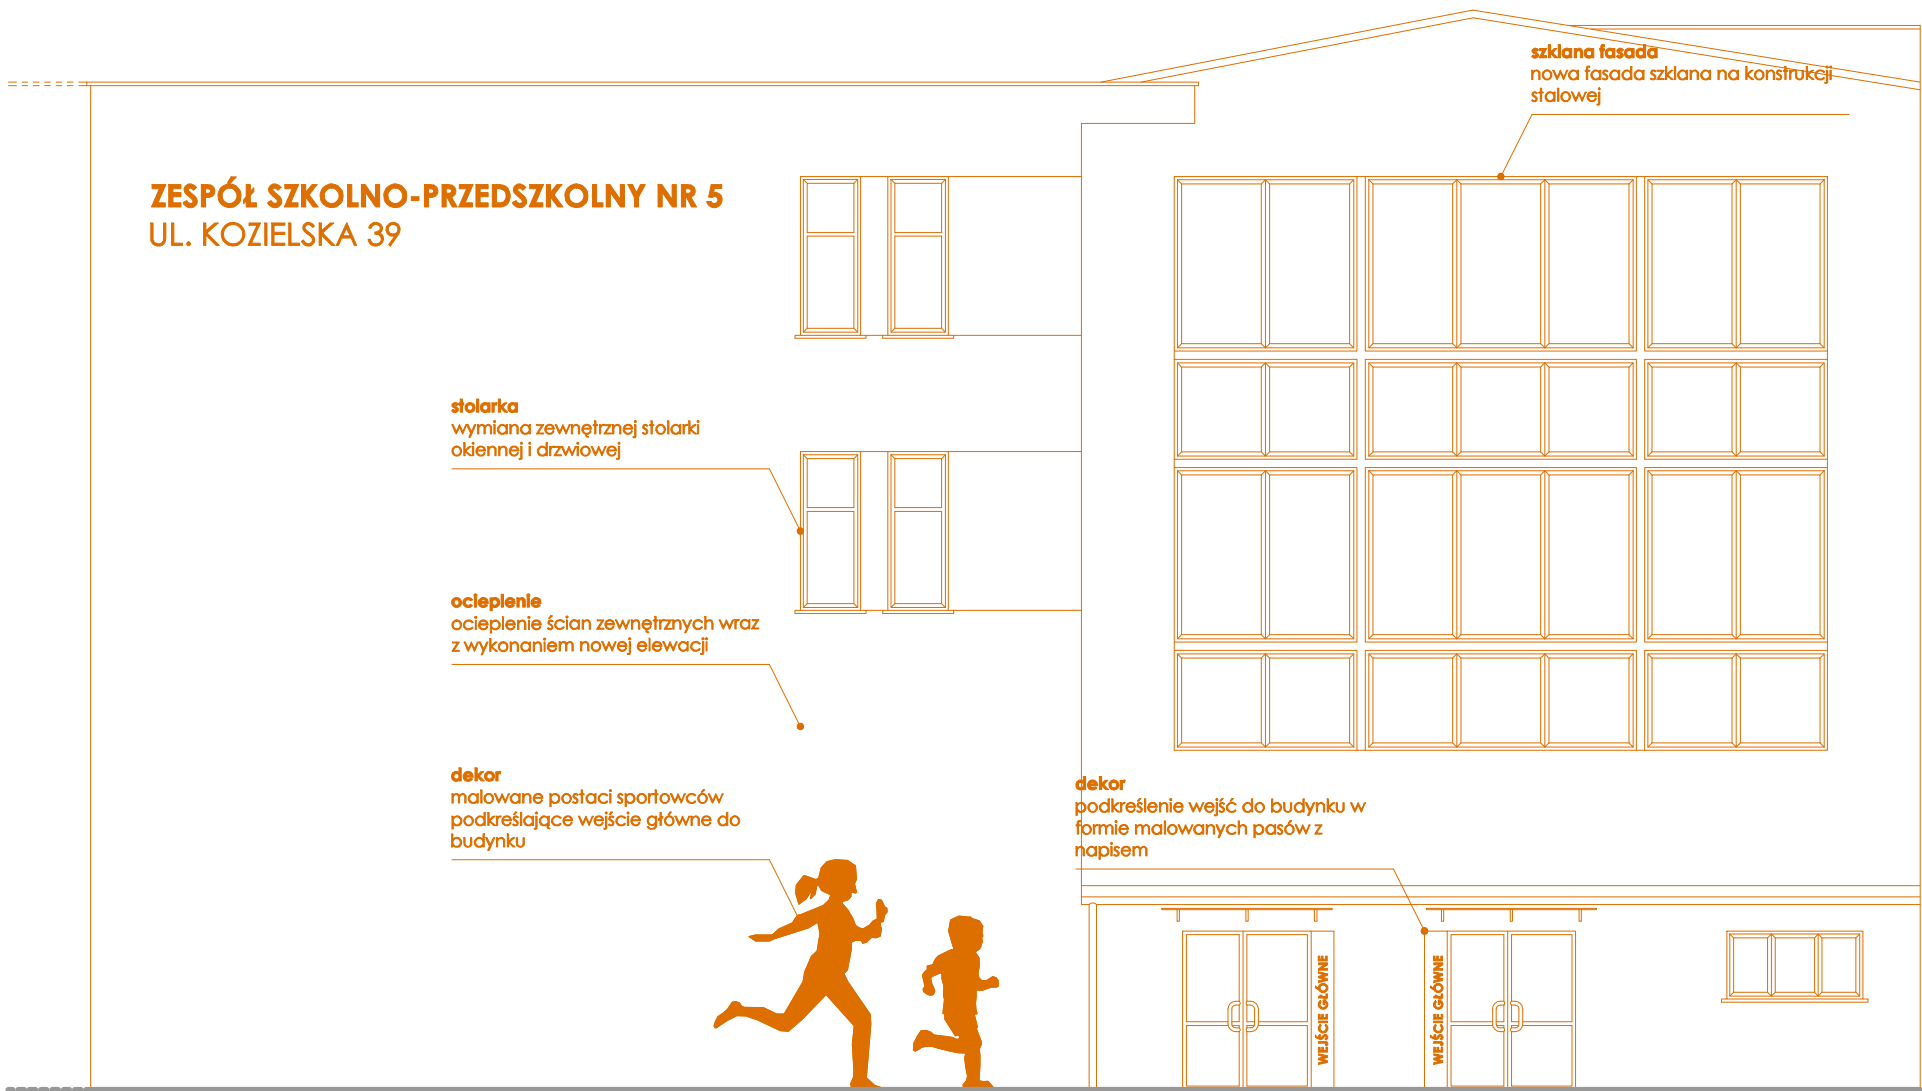 szklana fasada
nowa fasada szklana na konstrukcji
stalowej
ZESPÓŁ SZKOLNO-PRZEDSZKOLNY NR 5
UL. KOZIELSKA 39
stolarka
wymiana zewnętrznej stolarki
okiennej i drzwiowej
ocieplenie
ocieplenie ścian zewnętrznych wraz
z wykonaniem nowej elewacji
dekor
malowane postaci sportowców
podkreślające wejście główne do
budynku
dekor
podkreślenie wejść do budynku w
formie malowanych pasów z
napisem
WEJŚCIE GŁÓWNE
WEJŚCIE GŁÓWNE